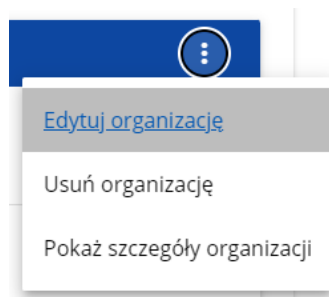 Edytuj organizację
Usuń organizację
Pokaż szczegóły organizacji